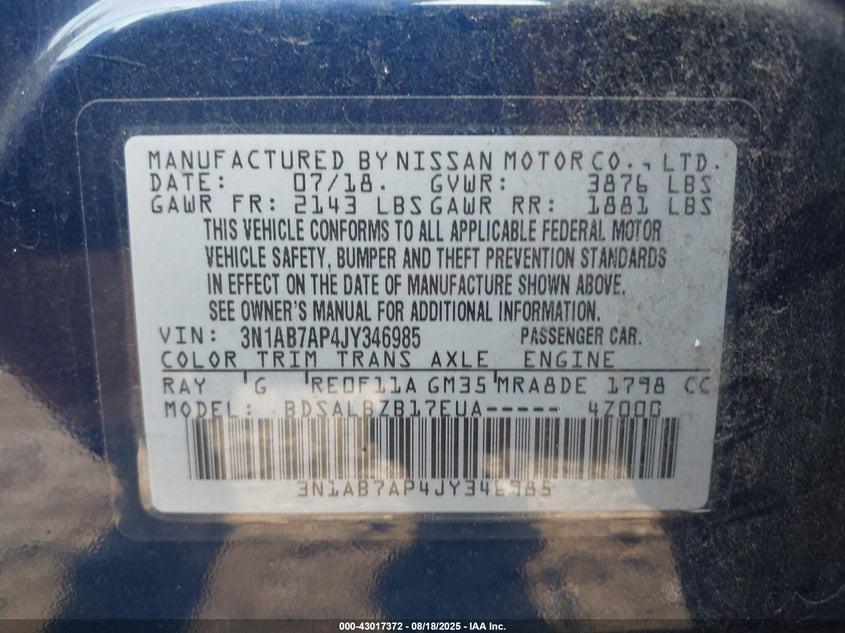 MANUFACTURED BY NISSAN MOTOR CO., LTD.
DATE: 07/18. GVWR: 3876 LBS
GAWR FR: 2143 LBS GAWR RR: 1881 LBS
THIS VEHICLE CONFORMS TO ALL APPLICABLE FEDERAL MOTOR
VEHICLE SAFETY, BUMPER AND THEFT PREVENTION STANDARDS
IN EFFECT ON THE DATE OF MANUFACTURE SHOWN ABOVE.
SEE OWNER'S MANUAL FOR ADDITIONAL INFORMATION.
VIN: 3N1AB7AP4JY346985 PASSENGER CAR.
COLOR TRIM TRANS AXLE ENGINE
RAY G RE0F11A GM35 MRA8DE 1798 CC
MODEL: BDSALBZB17EUA----- 4Z000
3N1AB7AP4JY346985
000-43017372 - 08/18/2025 - IAA Inc.